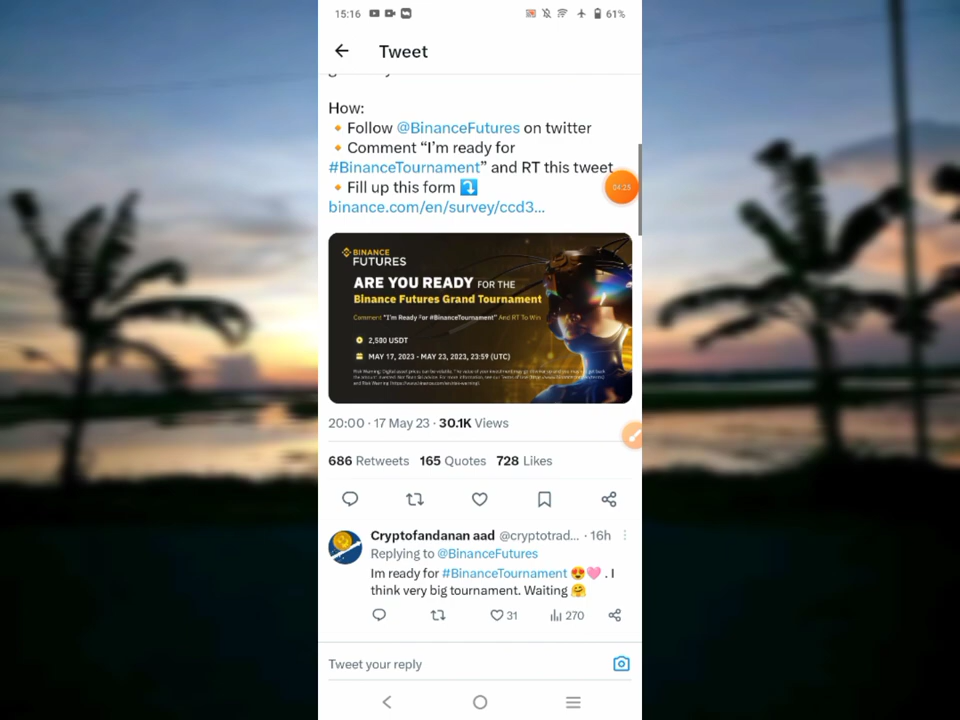 15:16
61%
Tweet
How:
🔸Follow @BinanceFutures on twitter
🔸Comment “I’m ready for
#BinanceTournament” and RT this tweet
🔸Fill up this form ⤵️
binance.com/en/survey/ccd3...
04:25
BINANCE
FUTURES
ARE YOU READY FOR THE
Binance Futures Grand Tournament
Comment "I'm Ready For #BinanceTournament" And RT To Win
2,500 USDT
MAY 17, 2023 - MAY 23, 2023, 23:59 (UTC)
20:00 · 17 May 23 · 30.1K Views
686 Retweets 165 Quotes 728 Likes
Cryptofandanan aad @cryptotrad... · 16h
Replying to @BinanceFutures
Im ready for #BinanceTournament 😍🩷 . I
think very big tournament. Waiting 🤗
31 270
Tweet your reply